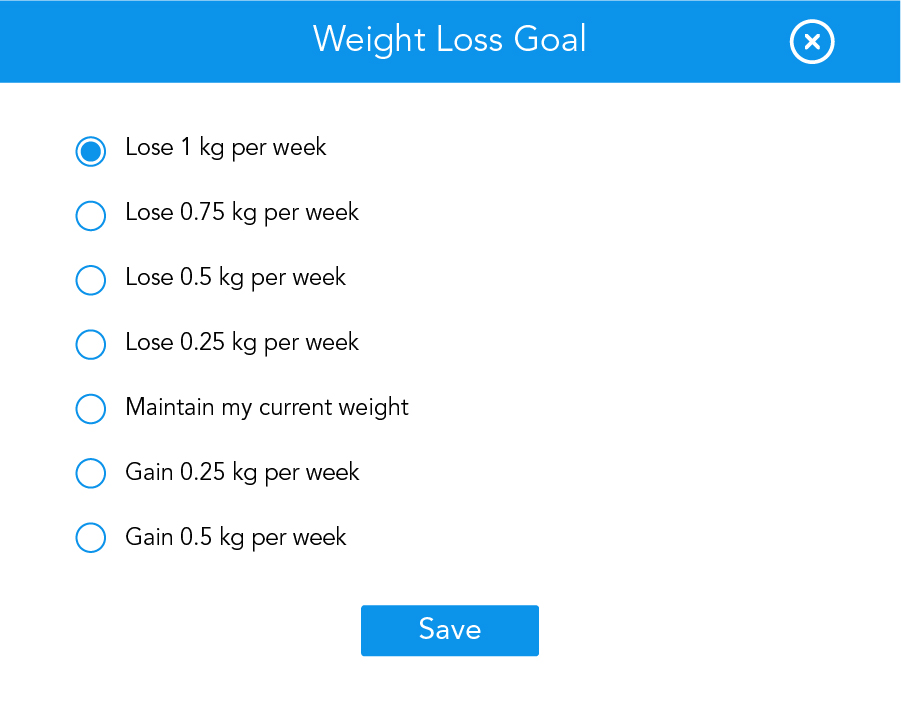 Weight Loss Goal
Lose 1 kg per week
Lose 0.75 kg per week
Lose 0.5 kg per week
Lose 0.25 kg per week
Maintain my current weight
Gain 0.25 kg per week
Gain 0.5 kg per week
Save